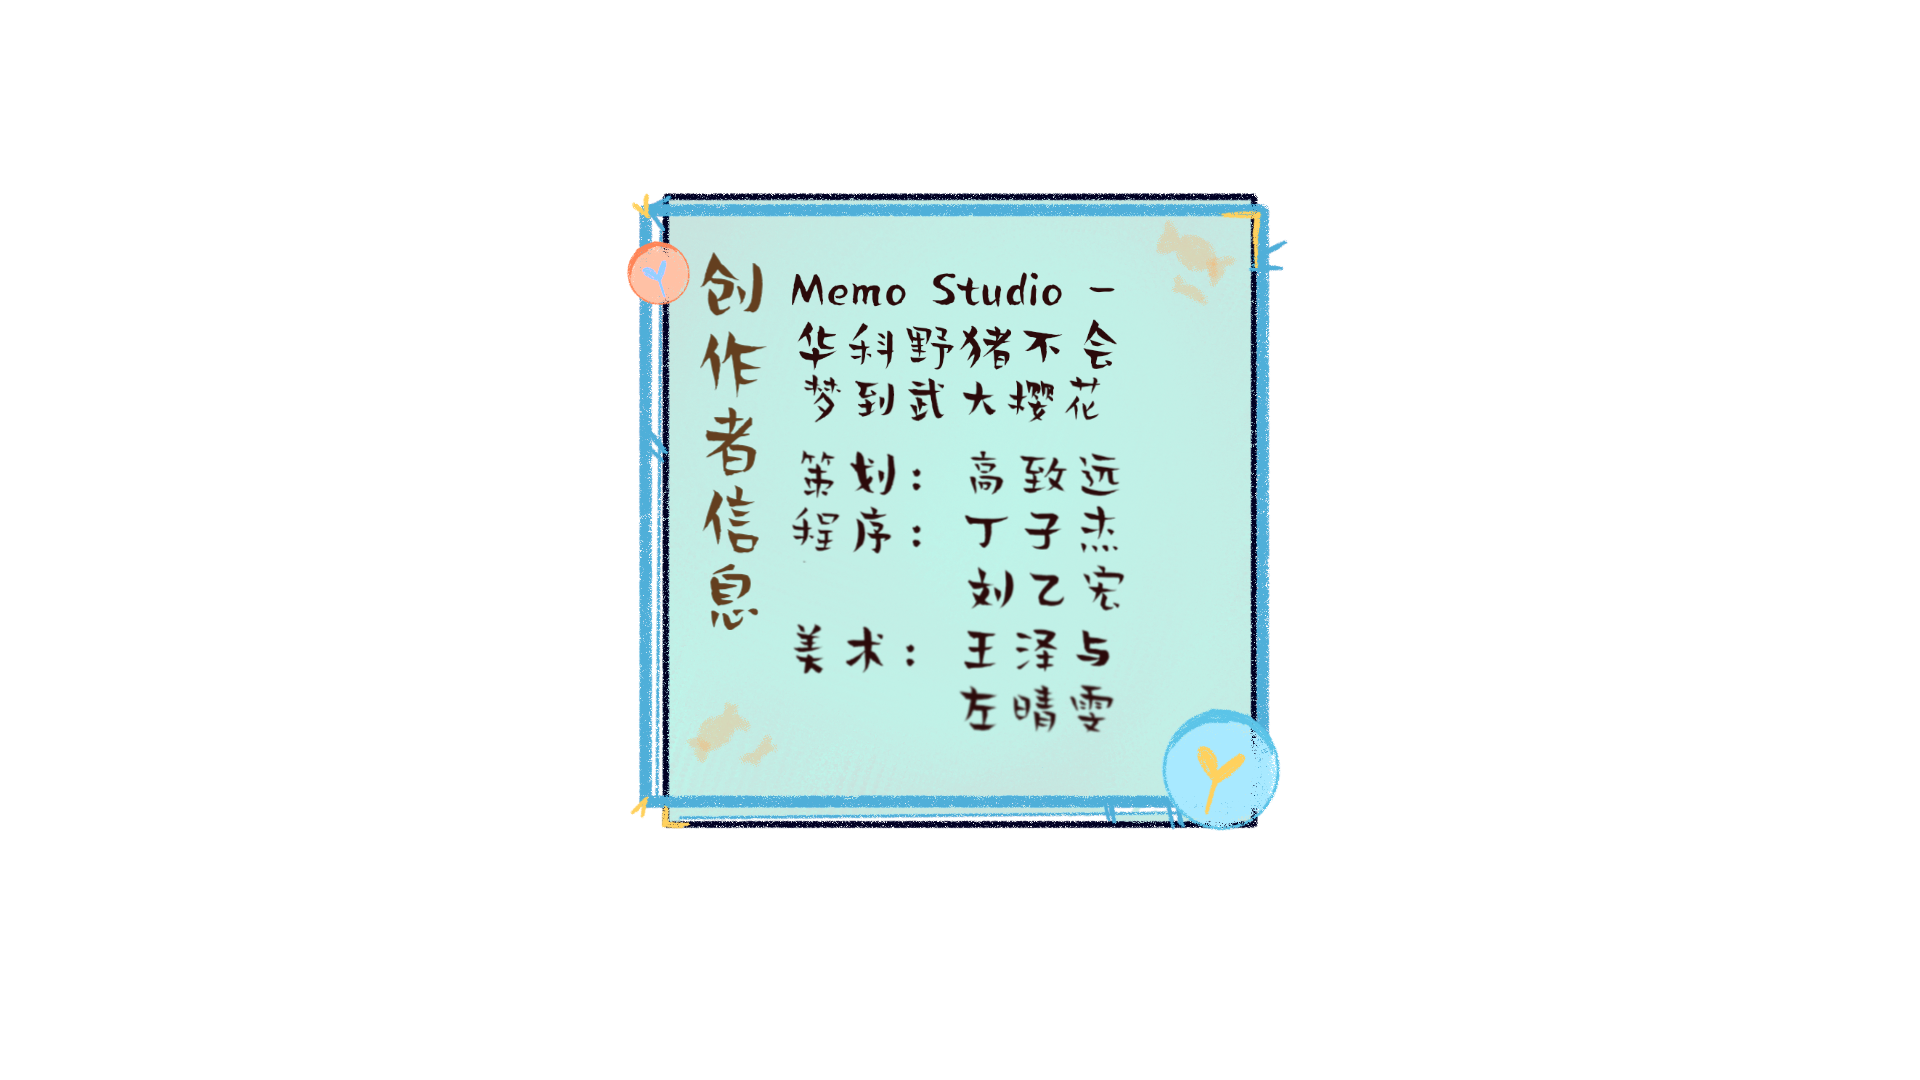 创作者信息
Memo Studio -
华科野猪不会
梦到武大樱花
策划： 高致远
程序： 丁子杰
刘乙宏
美术： 王泽与
左晴雯